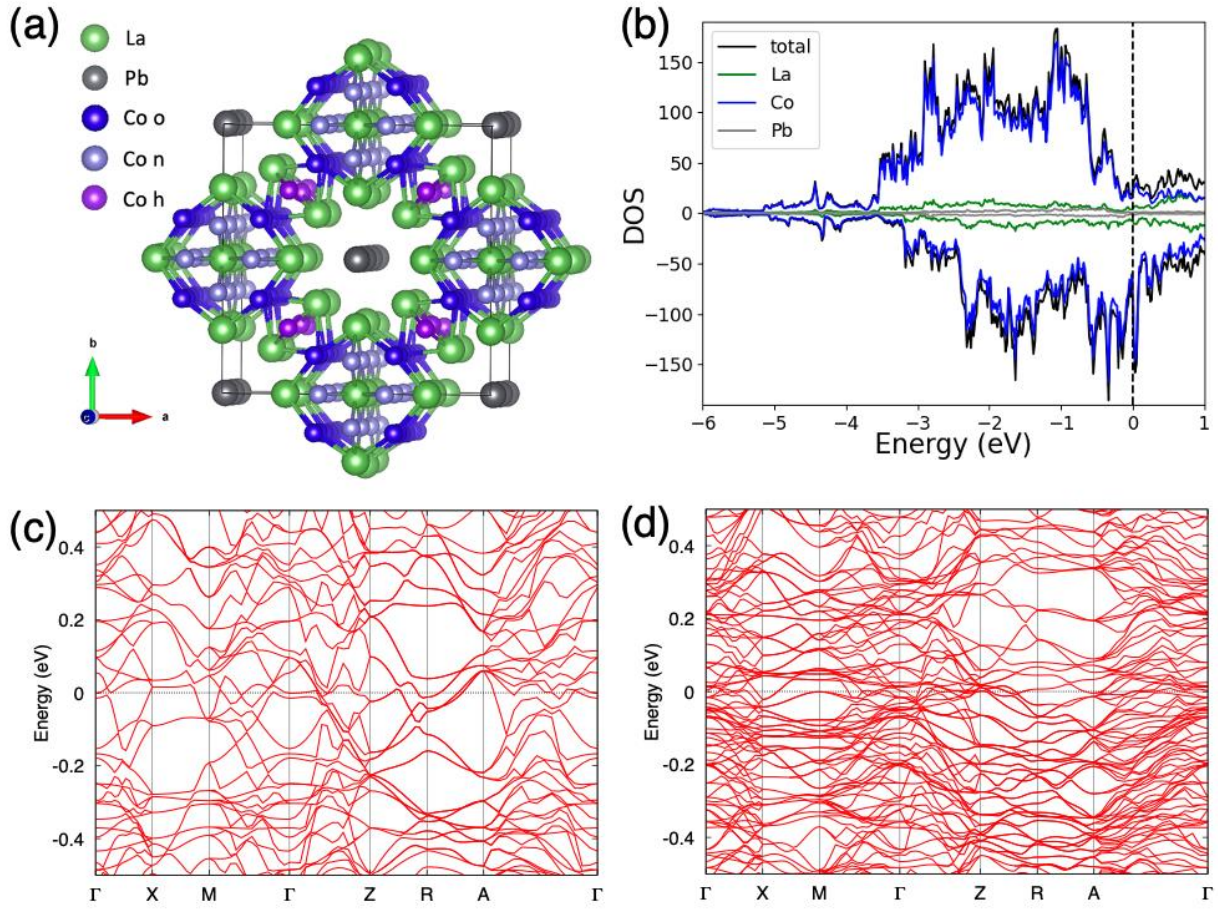 (a)
La
Pb
Co o
Co n
Co h
b
c
a
(b)
total
La
Co
Pb
DOS
150
100
50
0
−50
−100
−150
−6 −5 −4 −3 −2 −1 0 1
Energy (eV)
(c)
Energy (eV)
0.4
0.2
0
-0.2
-0.4
Γ X M Γ Z R A Γ
(d)
Energy (eV)
0.4
0.2
0
-0.2
-0.4
Γ X M Γ Z R A Γ